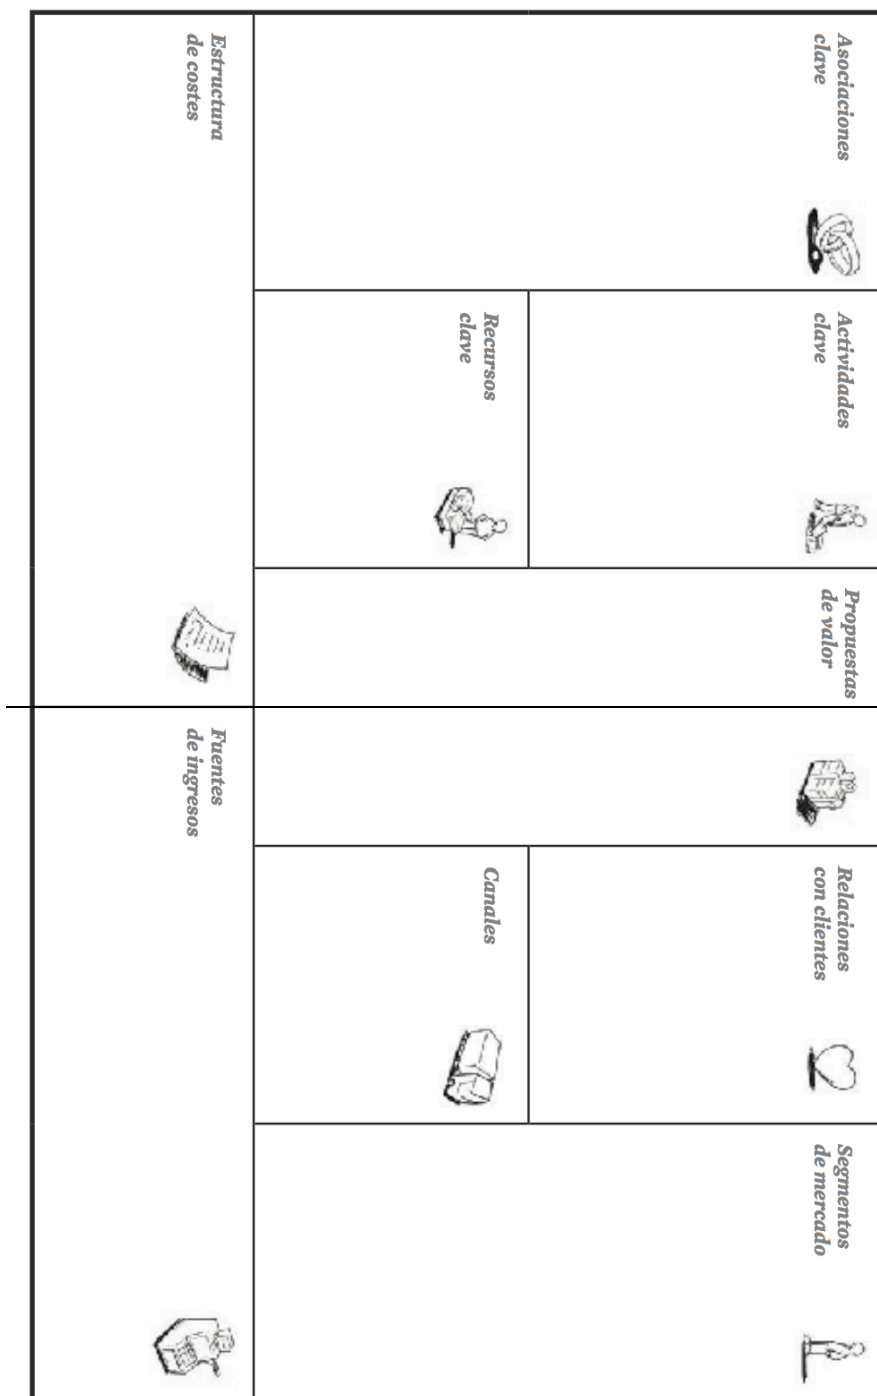 Asociaciones
clave
Actividades
clave
Recursos
clave
Propuestas
de valor
Relaciones
con clientes
Canales
Segmentos
de mercado
Estructura
de costes
Fuentes
de ingresos